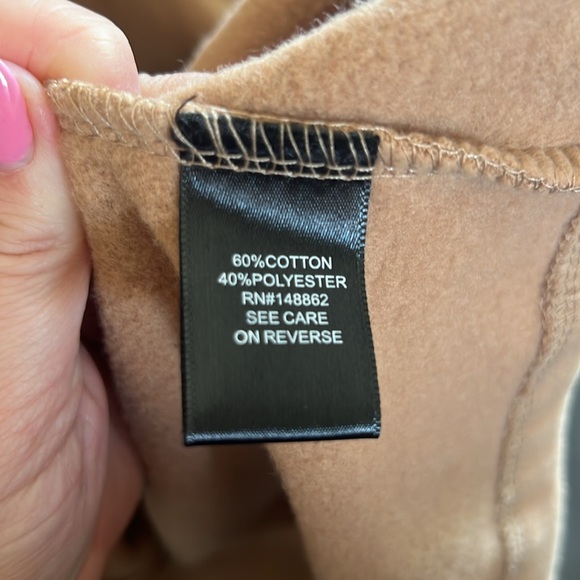 60%COTTON
40%POLYESTER
RN#148862
SEE CARE
ON REVERSE